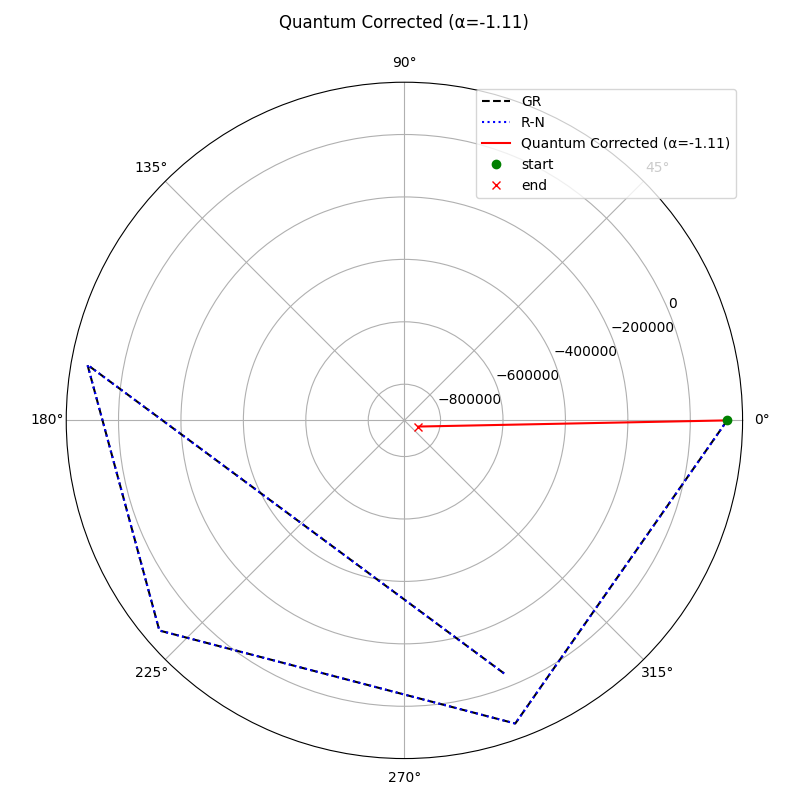 Quantum Corrected (α=-1.11)
90°
GR
R-N
Quantum Corrected (α=-1.11)
start
end
135°
45°
0
−200000
−400000
−600000
−800000
180°
0°
225°
315°
270°